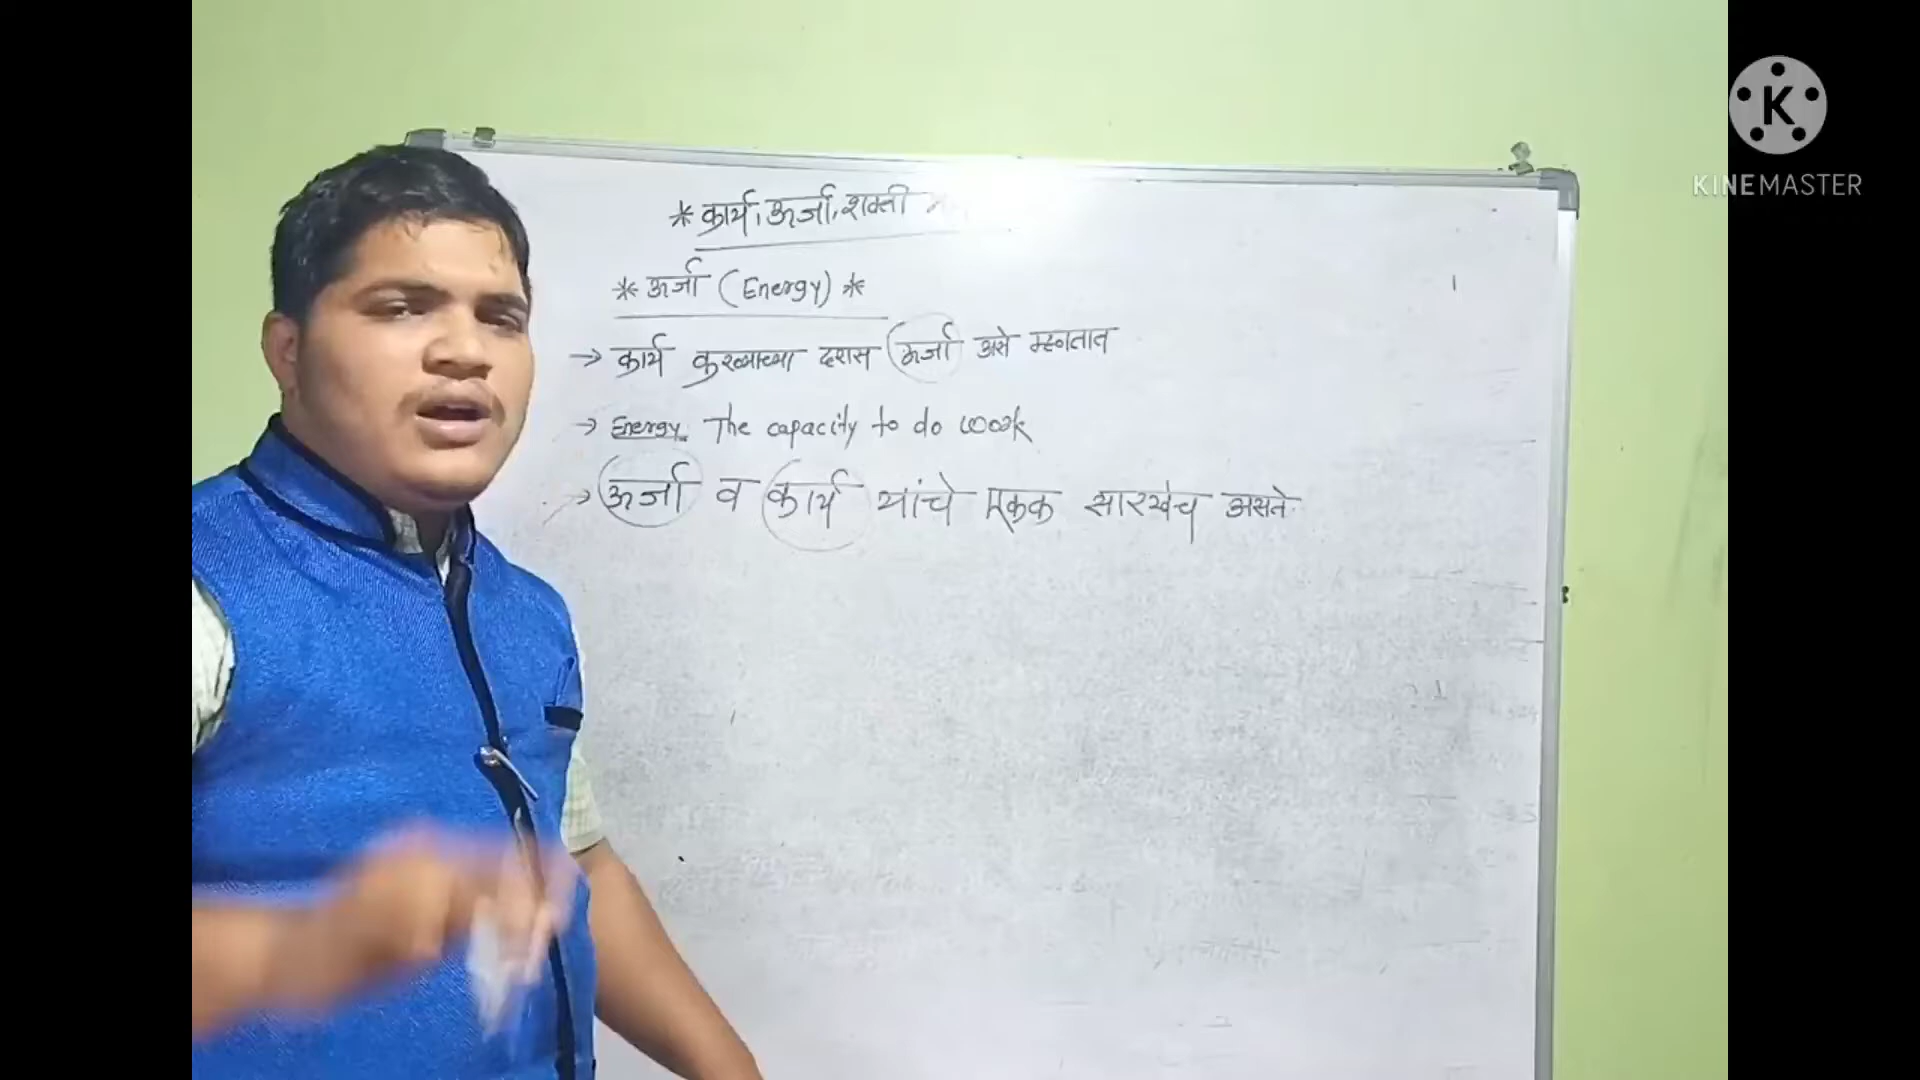 * कार्य, ऊर्जा, शक्ती
* ऊर्जा (Energy) *
→ कार्य करण्याच्या दरास ऊर्जा असे म्हणतात
→ Energy: The capacity to do work
→ ऊर्जा व कार्य यांचे एकक सारखेच असते.
K
KINEMASTER